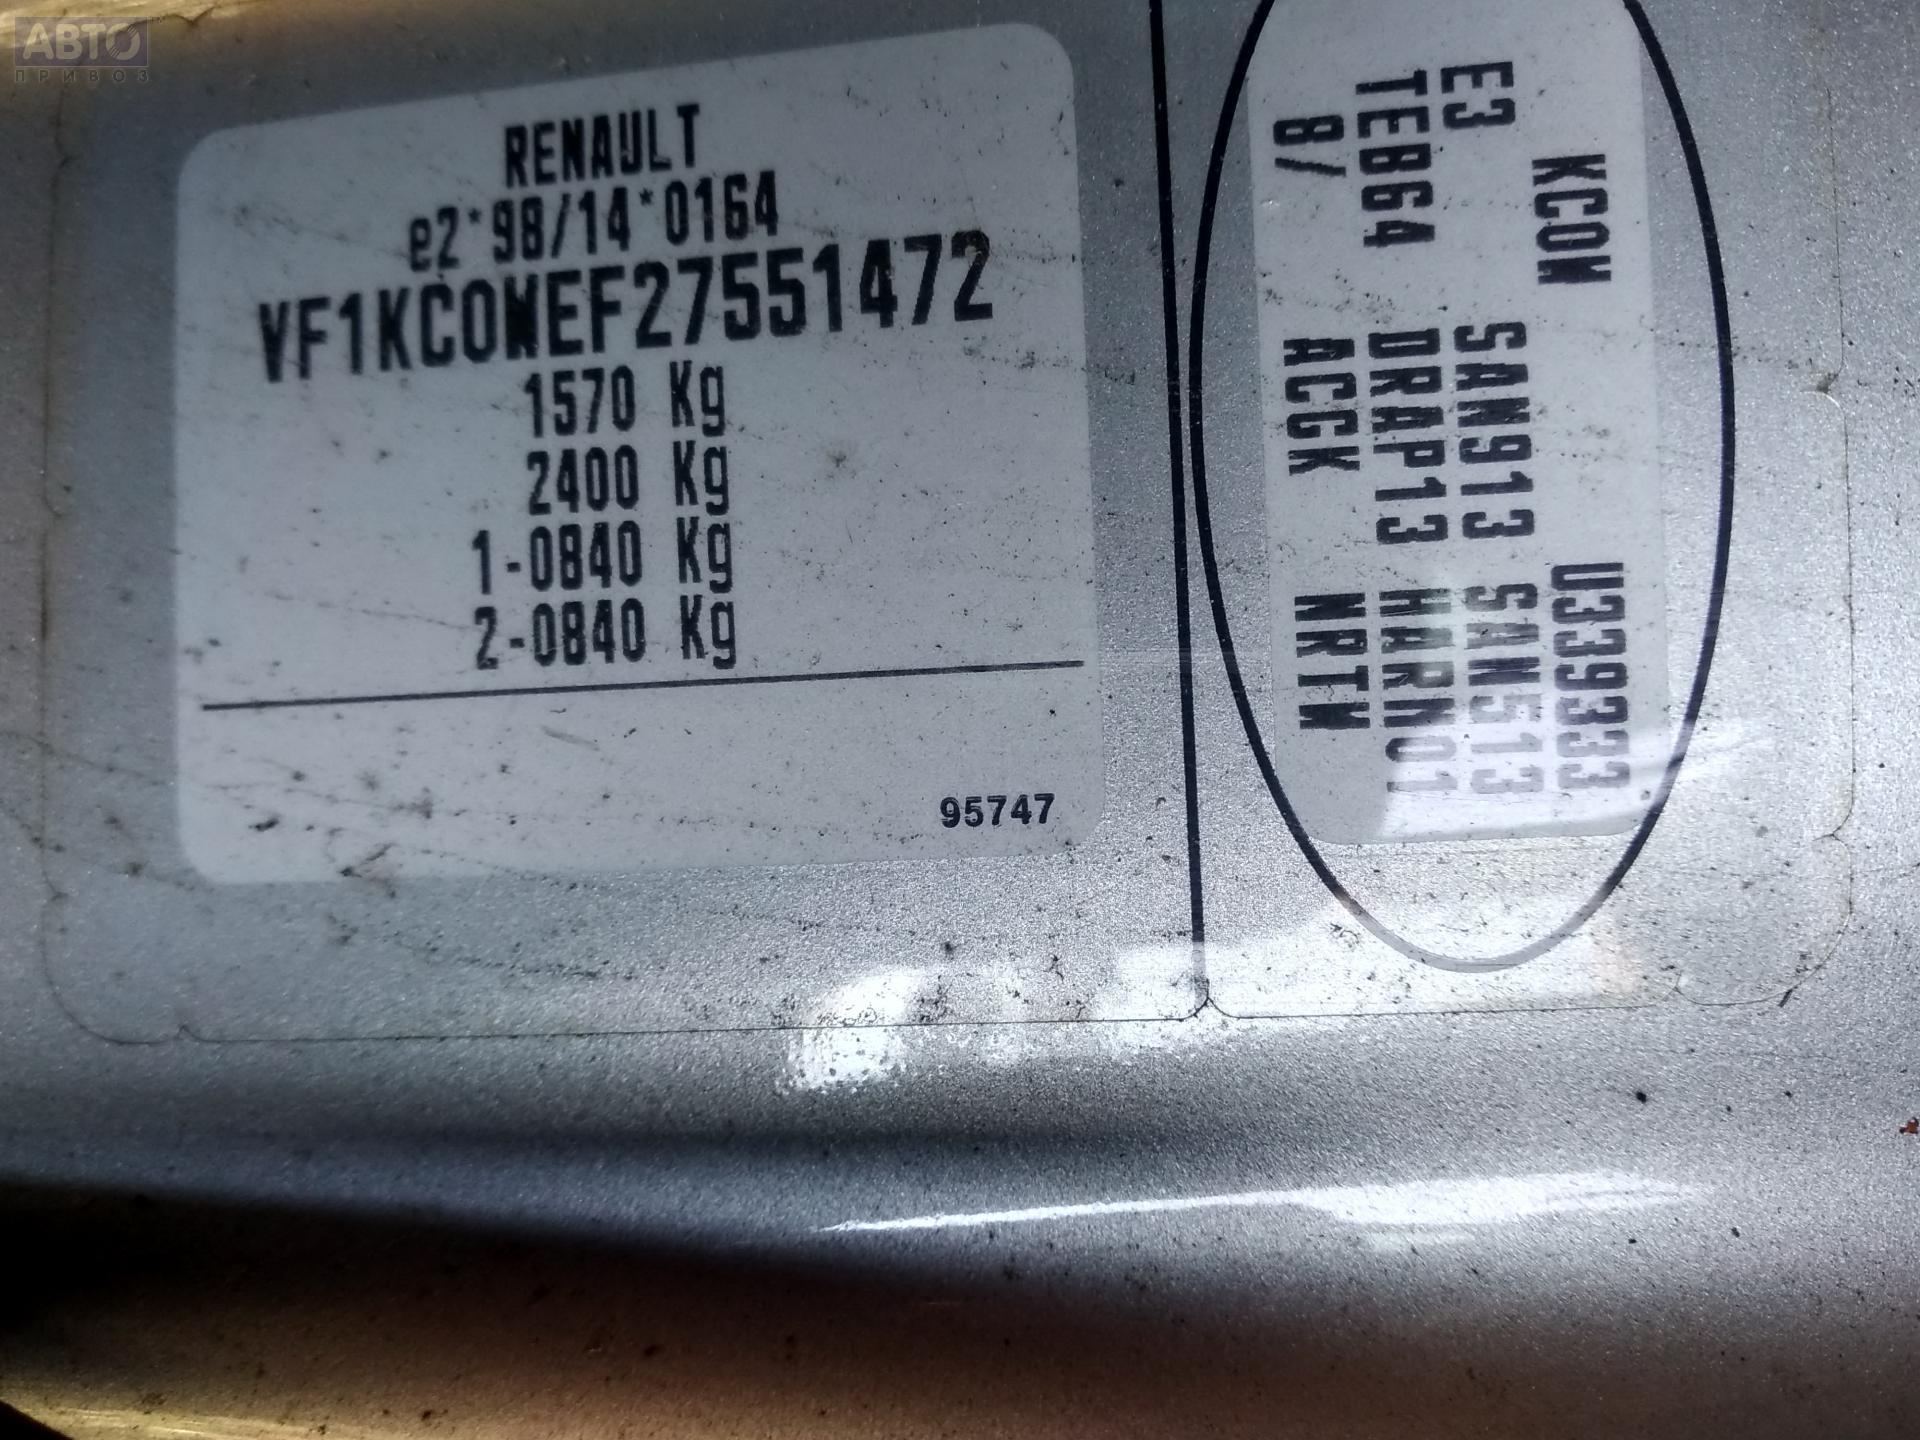 АВТО
ПРИВОЗ
RENAULT
e2*98/14*0164
VF1KC0WEF27551472
1570 Kg
2400 Kg
1-0840 Kg
2-0840 Kg
95747
KC0W U339333
E3 SAN913 SAN513
TEB64 DRAP13 HARN01
8/ ACCK NRTW